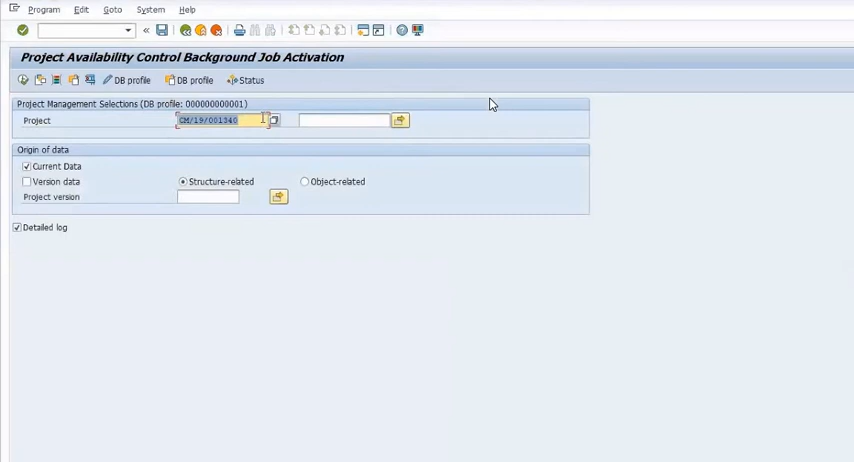 Program Edit Goto System Help
Project Availability Control Background Job Activation
DB profile DB profile Status
Project Management Selections (DB profile: 000000000001)
Project CM/19/001340
Origin of data
Current Data
Version data Structure-related Object-related
Project version
Detailed log